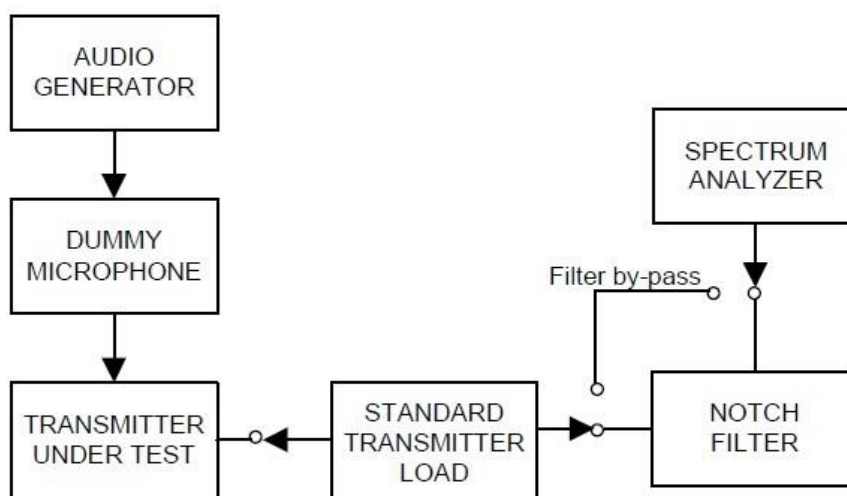 AUDIO
GENERATOR
SPECTRUM
ANALYZER
DUMMY
MICROPHONE
Filter by-pass
TRANSMITTER
UNDER TEST
STANDARD
TRANSMITTER
LOAD
NOTCH
FILTER